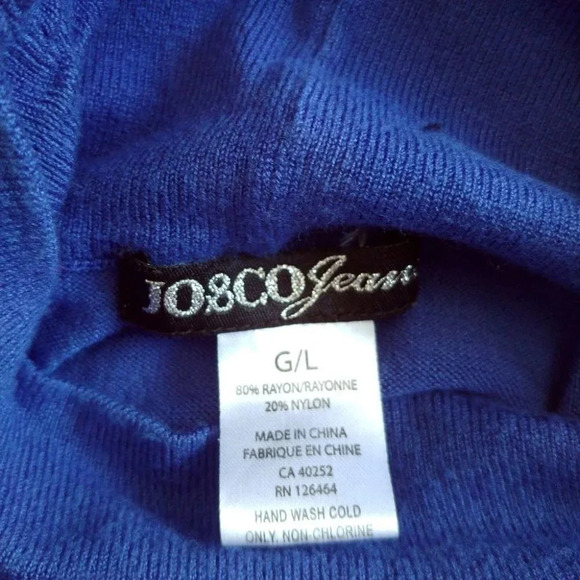 JO&CO Jeans
G/L
80% RAYON/RAYONNE
20% NYLON
MADE IN CHINA
FABRIQUE EN CHINE
CA 40252
RN 126464
HAND WASH COLD
ONLY, NON-CHLORINE